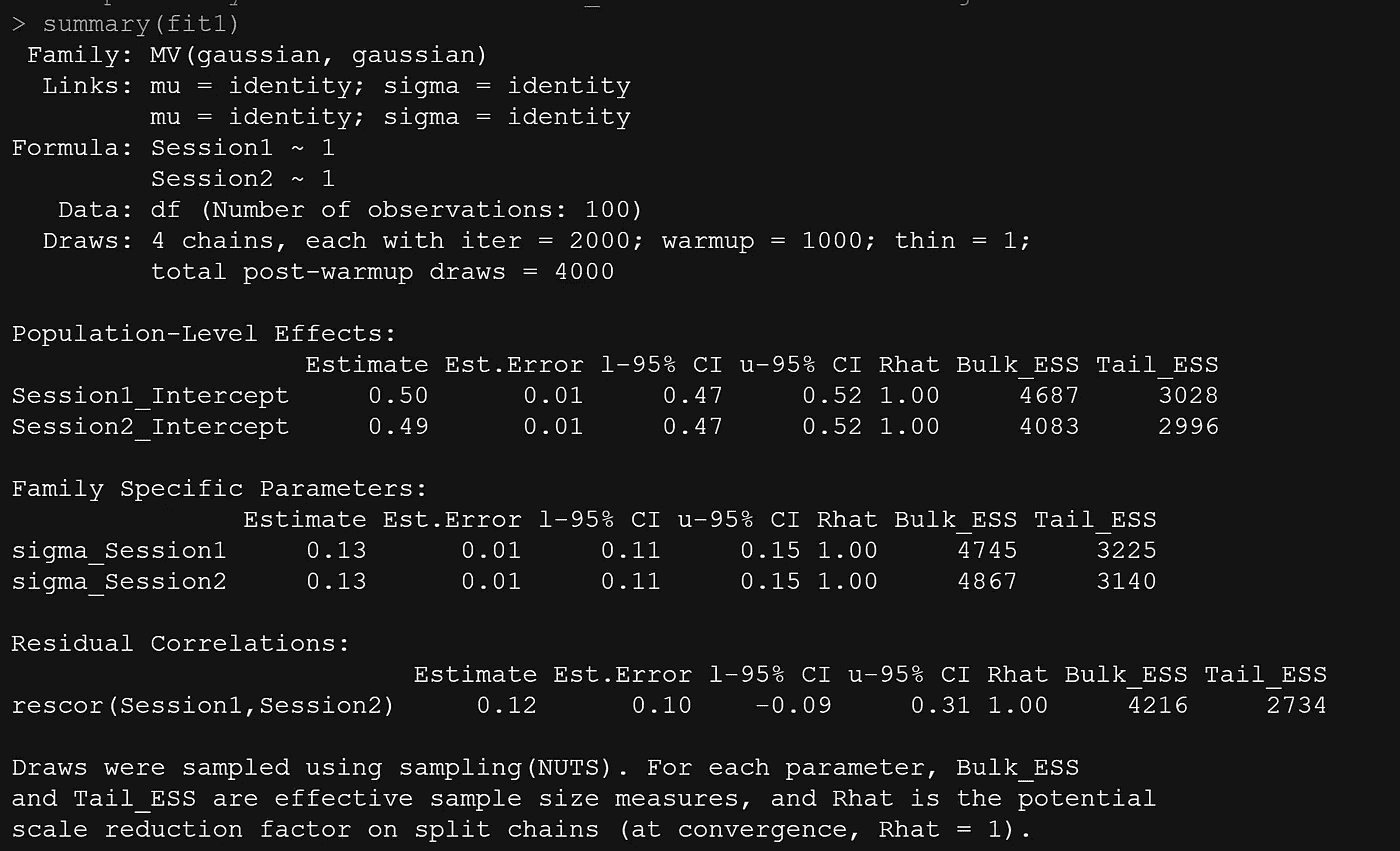 > summary(fit1)
 Family: MV(gaussian, gaussian)
  Links: mu = identity; sigma = identity
         mu = identity; sigma = identity
Formula: Session1 ~ 1
         Session2 ~ 1
   Data: df (Number of observations: 100)
  Draws: 4 chains, each with iter = 2000; warmup = 1000; thin = 1;
         total post-warmup draws = 4000

Population-Level Effects:
                   Estimate Est.Error l-95% CI u-95% CI Rhat Bulk_ESS Tail_ESS
Session1_Intercept     0.50      0.01     0.47     0.52 1.00     4687     3028
Session2_Intercept     0.49      0.01     0.47     0.52 1.00     4083     2996

Family Specific Parameters:
               Estimate Est.Error l-95% CI u-95% CI Rhat Bulk_ESS Tail_ESS
sigma_Session1     0.13      0.01     0.11     0.15 1.00     4745     3225
sigma_Session2     0.13      0.01     0.11     0.15 1.00     4867     3140

Residual Correlations:
                          Estimate Est.Error l-95% CI u-95% CI Rhat Bulk_ESS Tail_ESS
rescor(Session1,Session2)     0.12      0.10    -0.09     0.31 1.00     4216     2734

Draws were sampled using sampling(NUTS). For each parameter, Bulk_ESS
and Tail_ESS are effective sample size measures, and Rhat is the potential
scale reduction factor on split chains (at convergence, Rhat = 1).